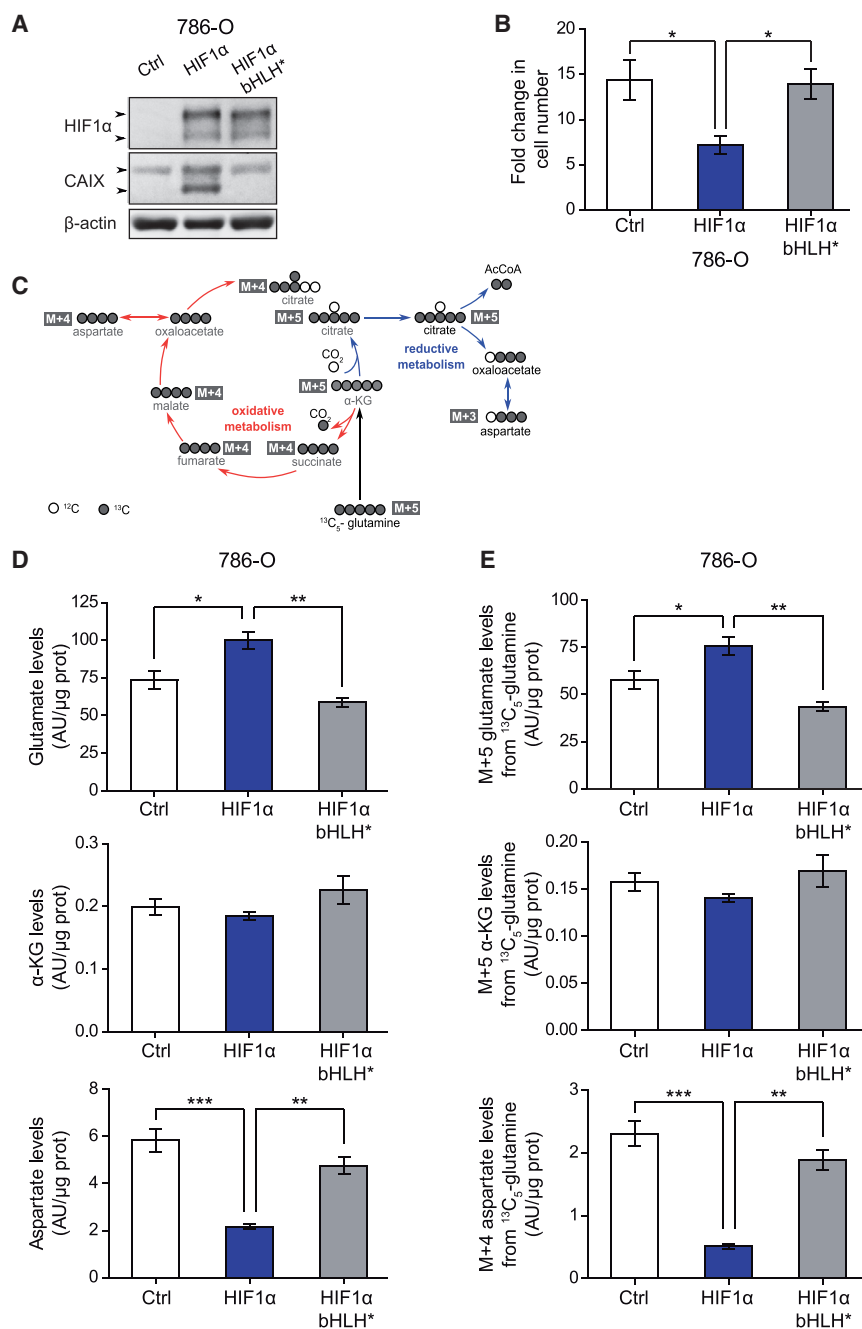 A
786-O
Ctrl
HIF1α
HIF1α
bHLH*
HIF1α
CAIX
β-actin
B
Fold change in
cell number
20
15
10
5
0
*
*
Ctrl
HIF1α
HIF1α
bHLH*
786-O
C
M+4
aspartate
oxaloacetate
M+4
citrate
M+5
citrate
citrate
M+5
AcCoA
reductive
metabolism
oxaloacetate
M+3
aspartate
CO2
M+5
α-KG
malate
M+4
oxidative
metabolism
CO2
M+4
fumarate
M+4
succinate
12C
13C
13C5- glutamine
M+5
D
786-O
Glutamate levels
(AU/µg prot)
125
100
75
50
25
0
*
**
Ctrl
HIF1α
HIF1α
bHLH*
α-KG levels
(AU/µg prot)
0.3
0.2
0.1
0.0
Ctrl
HIF1α
HIF1α
bHLH*
Aspartate levels
(AU/µg prot)
8
6
4
2
0
***
**
Ctrl
HIF1α
HIF1α
bHLH*
E
786-O
M+5 glutamate levels
from 13C5-glutamine
(AU/µg prot)
100
75
50
25
0
*
**
Ctrl
HIF1α
HIF1α
bHLH*
M+5 α-KG levels
from 13C5-glutamine
(AU/µg prot)
0.20
0.15
0.10
0.05
0.00
Ctrl
HIF1α
HIF1α
bHLH*
M+4 aspartate levels
from 13C5-glutamine
(AU/µg prot)
3
2
1
0
***
**
Ctrl
HIF1α
HIF1α
bHLH*